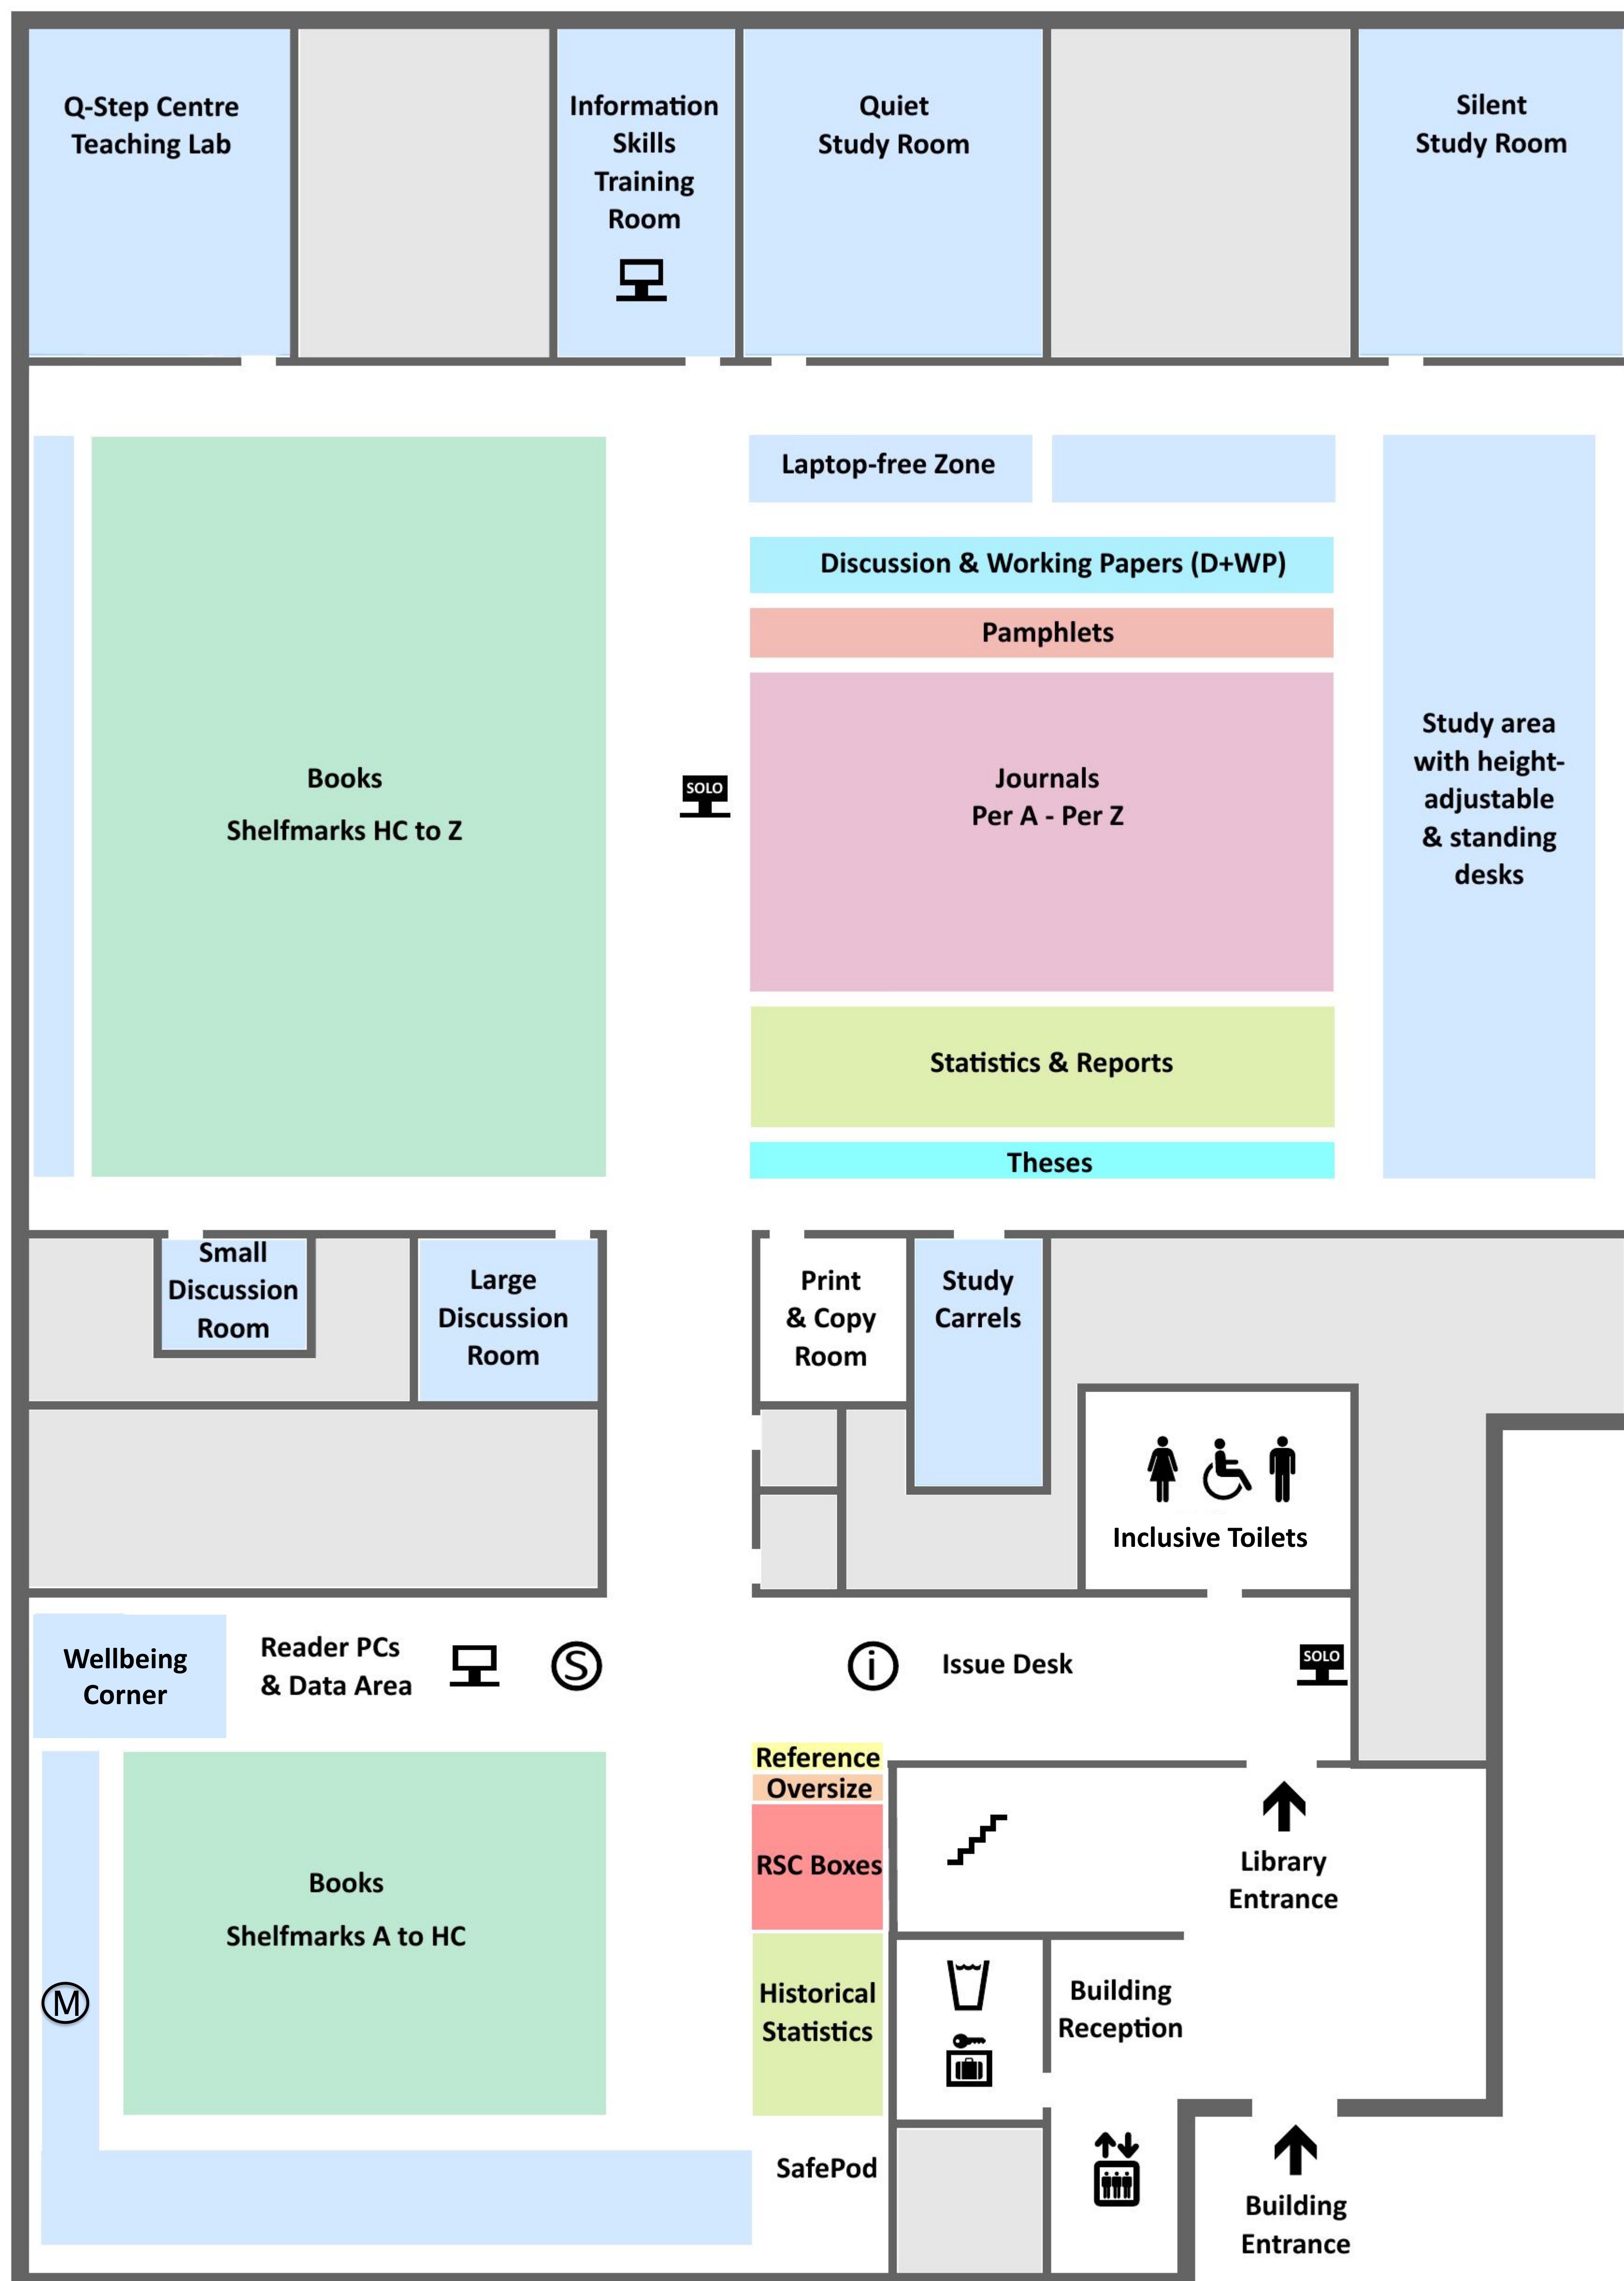 Q-Step Centre
Teaching Lab
Information
Skills
Training
Room
Quiet
Study Room
Silent
Study Room
Laptop-free Zone
Discussion & Working Papers (D+WP)
Pamphlets
Books
Shelfmarks HC to Z
SOLO
Journals
Per A - Per Z
Study area
with height-
adjustable
& standing
desks
Statistics & Reports
Theses
Small
Discussion
Room
Large
Discussion
Room
Print
& Copy
Room
Study
Carrels
Inclusive Toilets
Wellbeing
Corner
Reader PCs
& Data Area
S
i
Issue Desk
SOLO
Reference
Oversize
RSC Boxes
Library
Entrance
Books
Shelfmarks A to HC
M
Historical
Statistics
Building
Reception
SafePod
Building
Entrance